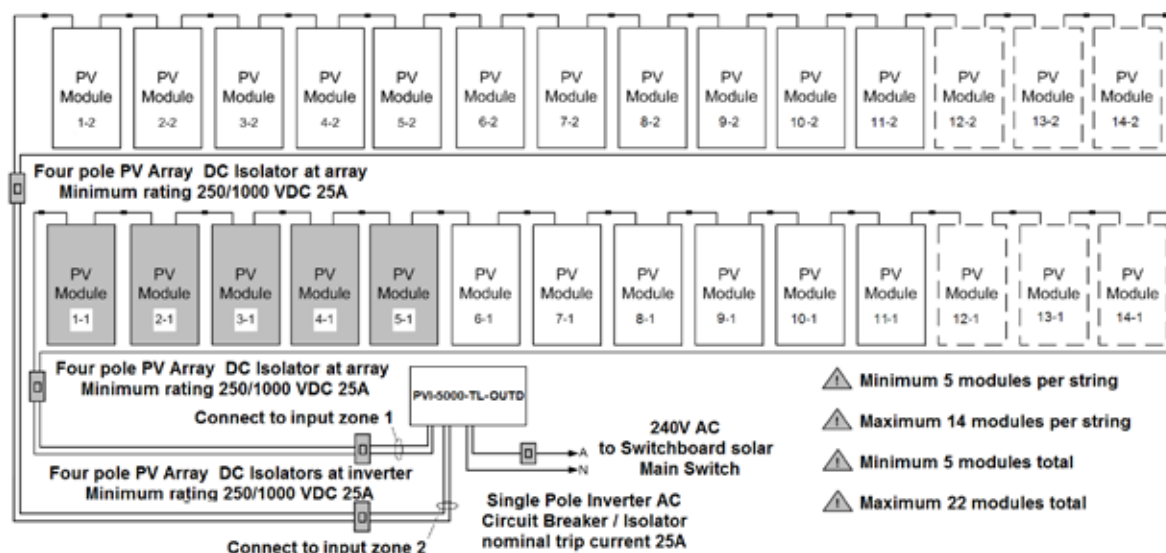 PV Module 1-2
PV Module 2-2
PV Module 3-2
PV Module 4-2
PV Module 5-2
PV Module 6-2
PV Module 7-2
PV Module 8-2
PV Module 9-2
PV Module 10-2
PV Module 11-2
PV Module 12-2
PV Module 13-2
PV Module 14-2
Four pole PV Array DC Isolator at array
Minimum rating 250/1000 VDC 25A
PV Module 1-1
PV Module 2-1
PV Module 3-1
PV Module 4-1
PV Module 5-1
PV Module 6-1
PV Module 7-1
PV Module 8-1
PV Module 9-1
PV Module 10-1
PV Module 11-1
PV Module 12-1
PV Module 13-1
PV Module 14-1
Four pole PV Array DC Isolator at array
Minimum rating 250/1000 VDC 25A
PVI-5000-TL-OUTD
Connect to input zone 1
240V AC
to Switchboard solar
Main Switch
A
N
Four pole PV Array DC Isolators at inverter
Minimum rating 250/1000 VDC 25A
Single Pole Inverter AC
Circuit Breaker / Isolator
nominal trip current 25A
Connect to input zone 2
! Minimum 5 modules per string
! Maximum 14 modules per string
! Minimum 5 modules total
! Maximum 22 modules total